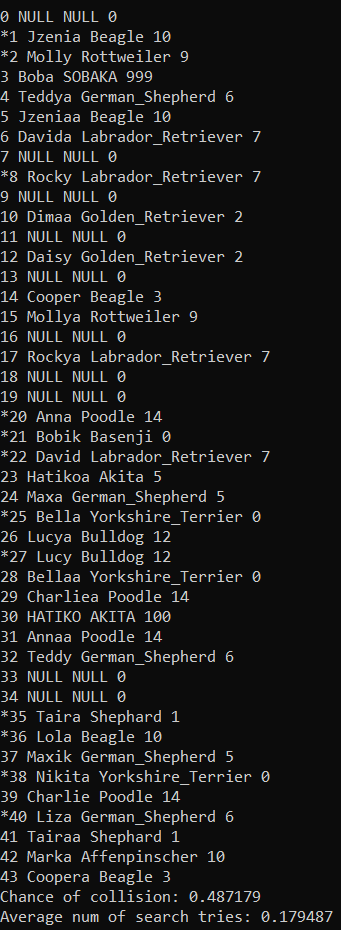 0 NULL NULL 0
*1 Jzenia Beagle 10
*2 Molly Rottweiler 9
3 Boba SOBAKA 999
4 Teddya German_Shepherd 6
5 Jzeniaa Beagle 10
6 Davida Labrador_Retriever 7
7 NULL NULL 0
*8 Rocky Labrador_Retriever 7
9 NULL NULL 0
10 Dimaa Golden_Retriever 2
11 NULL NULL 0
12 Daisy Golden_Retriever 2
13 NULL NULL 0
14 Cooper Beagle 3
15 Mollya Rottweiler 9
16 NULL NULL 0
17 Rockya Labrador_Retriever 7
18 NULL NULL 0
19 NULL NULL 0
*20 Anna Poodle 14
*21 Bobik Basenji 0
*22 David Labrador_Retriever 7
23 Hatikoa Akita 5
24 Maxa German_Shepherd 5
*25 Bella Yorkshire_Terrier 0
26 Lucya Bulldog 12
*27 Lucy Bulldog 12
28 Bellaa Yorkshire_Terrier 0
29 Charliea Poodle 14
30 HATIKO AKITA 100
31 Annaa Poodle 14
32 Teddy German_Shepherd 6
33 NULL NULL 0
34 NULL NULL 0
*35 Taira Shephard 1
*36 Lola Beagle 10
37 Maxik German_Shepherd 5
*38 Nikita Yorkshire_Terrier 0
39 Charlie Poodle 14
*40 Liza German_Shepherd 6
41 Tairaa Shephard 1
42 Marka Affenpinscher 10
43 Coopera Beagle 3
Chance of collision: 0.487179
Average num of search tries: 0.179487